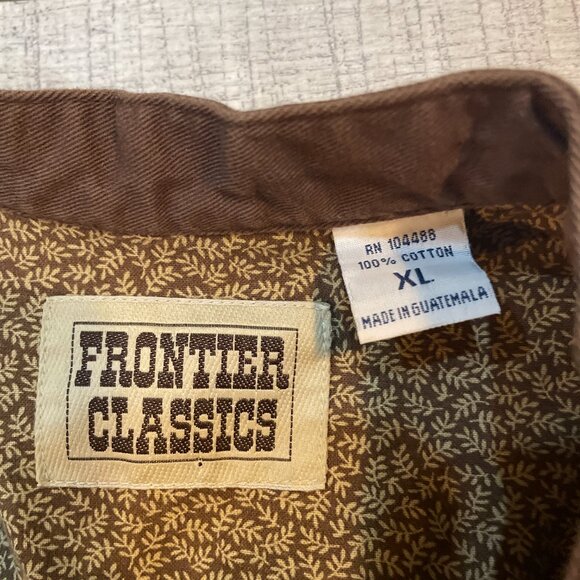 FRONTIER
CLASSICS
RN 104488
100% COTTON
XL
MADE IN GUATEMALA